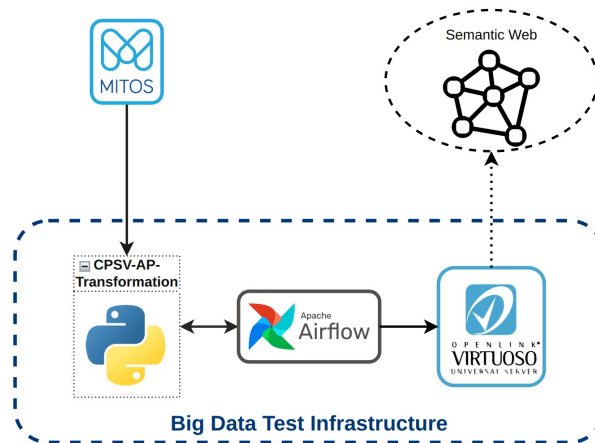 MITOS
Semantic Web
CPSV-AP-
Transformation
Apache
Airflow
OPENLINK
VIRTUOSO
UNIVERSAL SERVER
Big Data Test Infrastructure